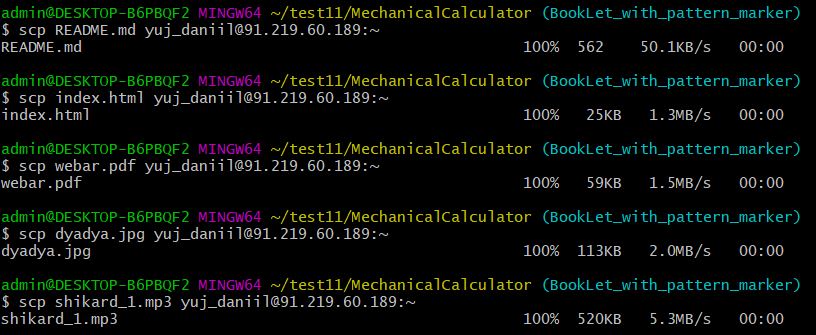 admin@DESKTOP-B6PBQF2 MINGW64 ~/test11/MechanicalCalculator (BookLet_with_pattern_marker)
$ scp README.md yuj_daniil@91.219.60.189:~
README.md 100% 562 50.1KB/s 00:00
admin@DESKTOP-B6PBQF2 MINGW64 ~/test11/MechanicalCalculator (BookLet_with_pattern_marker)
$ scp index.html yuj_daniil@91.219.60.189:~
index.html 100% 25KB 1.3MB/s 00:00
admin@DESKTOP-B6PBQF2 MINGW64 ~/test11/MechanicalCalculator (BookLet_with_pattern_marker)
$ scp webar.pdf yuj_daniil@91.219.60.189:~
webar.pdf 100% 59KB 1.5MB/s 00:00
admin@DESKTOP-B6PBQF2 MINGW64 ~/test11/MechanicalCalculator (BookLet_with_pattern_marker)
$ scp dyadya.jpg yuj_daniil@91.219.60.189:~
dyadya.jpg 100% 113KB 2.0MB/s 00:00
admin@DESKTOP-B6PBQF2 MINGW64 ~/test11/MechanicalCalculator (BookLet_with_pattern_marker)
$ scp shikard_1.mp3 yuj_daniil@91.219.60.189:~
shikard_1.mp3 100% 520KB 5.3MB/s 00:00